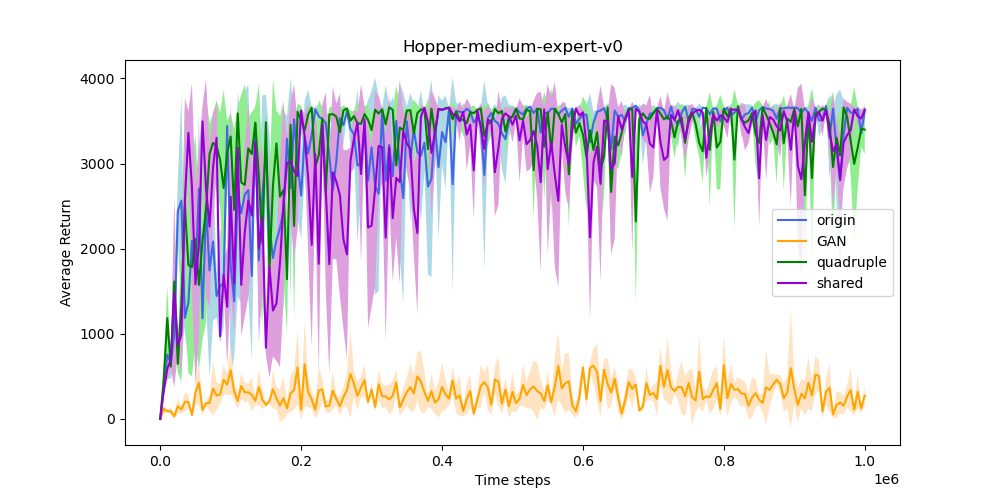 Hopper-medium-expert-v0
Average Return
4000
3000
2000
1000
0
origin
GAN
quadruple
shared
0.0 0.2 0.4 0.6 0.8 1.0
1e6
Time steps